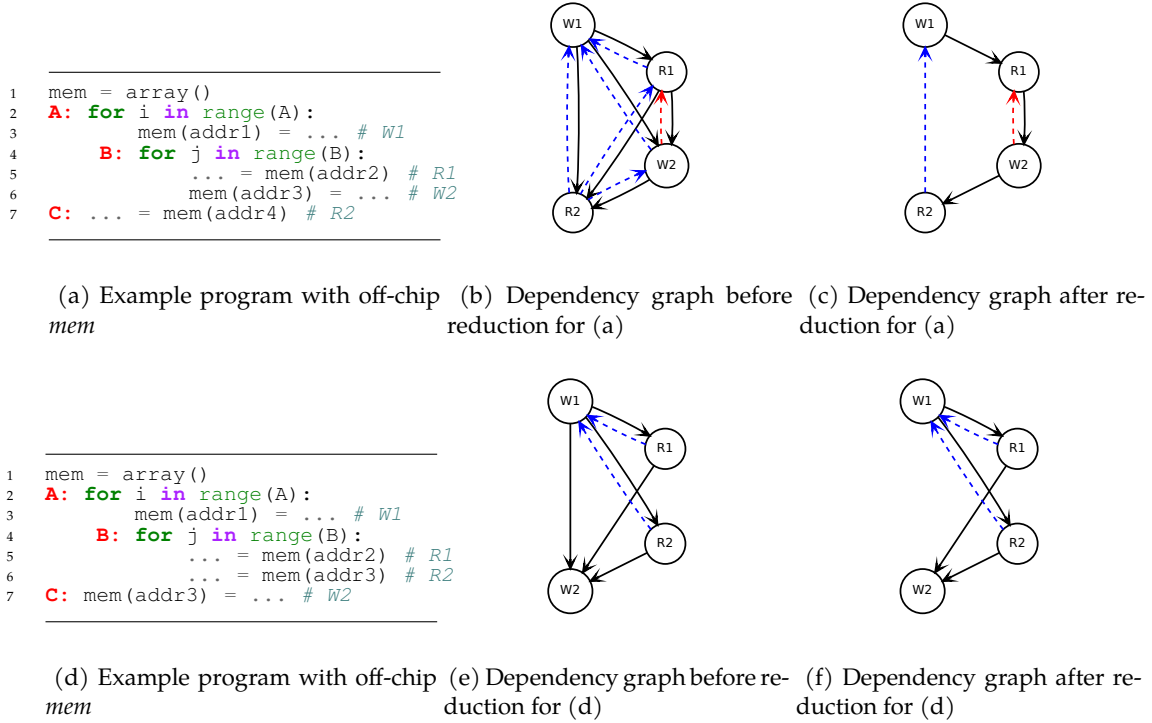 1 mem = array()
2 A: for i in range(A):
3 mem(addr1) = ... # W1
4 B: for j in range(B):
5 ... = mem(addr2) # R1
6 mem(addr3) = ... # W2
7 C: ... = mem(addr4) # R2
W1
R1
W2
R2
W1
R1
W2
R2
(a) Example program with off-chip
mem
(b) Dependency graph before
reduction for (a)
(c) Dependency graph after re-
duction for (a)
1 mem = array()
2 A: for i in range(A):
3 mem(addr1) = ... # W1
4 B: for j in range(B):
5 ... = mem(addr2) # R1
6 ... = mem(addr3) # R2
7 C: mem(addr3) = ... # W2
W1
R1
R2
W2
W1
R1
R2
W2
(d) Example program with off-chip
mem
(e) Dependency graph before re-
duction for (d)
(f) Dependency graph after re-
duction for (d)